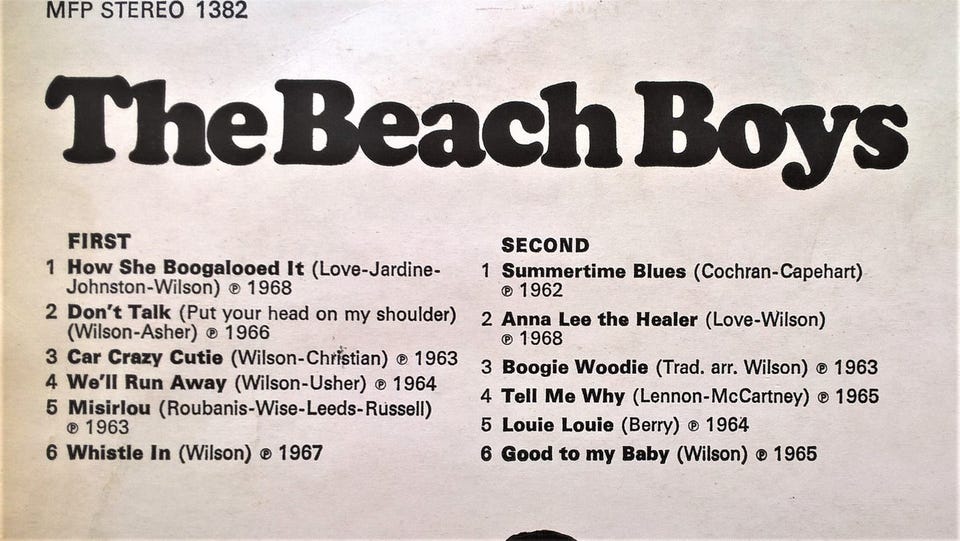 MFP STEREO 1382
The Beach Boys
FIRST
1 How She Boogalooed It (Love-Jardine-
Johnston-Wilson) ℗ 1968
2 Don't Talk (Put your head on my shoulder)
(Wilson-Asher) ℗ 1966
3 Car Crazy Cutie (Wilson-Christian) ℗ 1963
4 We'll Run Away (Wilson-Usher) ℗ 1964
5 Misirlou (Roubanis-Wise-Leeds-Russell)
℗ 1963
6 Whistle In (Wilson) ℗ 1967
SECOND
1 Summertime Blues (Cochran-Capehart)
℗ 1962
2 Anna Lee the Healer (Love-Wilson)
℗ 1968
3 Boogie Woodie (Trad. arr. Wilson) ℗ 1963
4 Tell Me Why (Lennon-McCartney) ℗ 1965
5 Louie Louie (Berry) ℗ 1964
6 Good to my Baby (Wilson) ℗ 1965